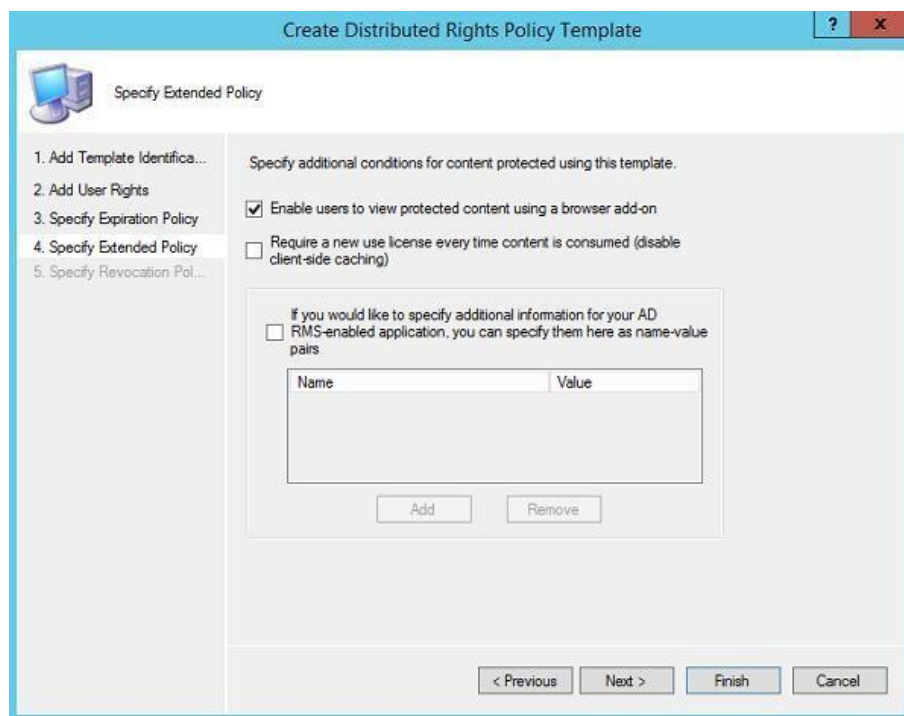 Create Distributed Rights Policy Template
? x
Specify Extended Policy
1. Add Template Identifica...
2. Add User Rights
3. Specify Expiration Policy
4. Specify Extended Policy
5. Specify Revocation Pol...
Specify additional conditions for content protected using this template.
Enable users to view protected content using a browser add-on
Require a new use license every time content is consumed (disable
client-side caching)
If you would like to specify additional information for your AD
RMS-enabled application, you can specify them here as name-value
pairs
Name Value
Add Remove
< Previous Next > Finish Cancel